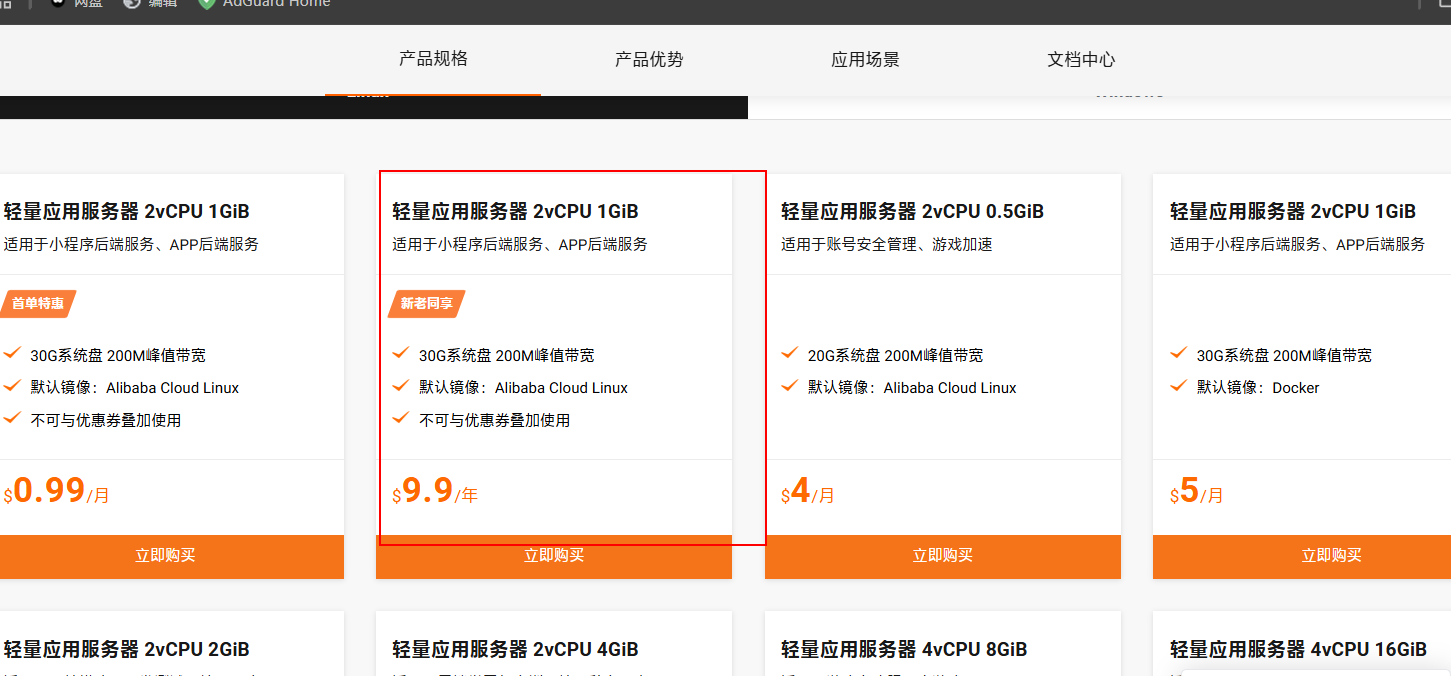 网盘 编辑 AdGuard Home
产品规格 产品优势 应用场景 文档中心
轻量应用服务器 2vCPU 1GiB
适用于小程序后端服务、APP后端服务
首单特惠
30G系统盘 200M峰值带宽
默认镜像：Alibaba Cloud Linux
不可与优惠券叠加使用
$0.99/月
立即购买
轻量应用服务器 2vCPU 1GiB
适用于小程序后端服务、APP后端服务
新老同享
30G系统盘 200M峰值带宽
默认镜像：Alibaba Cloud Linux
不可与优惠券叠加使用
$9.9/年
立即购买
轻量应用服务器 2vCPU 0.5GiB
适用于账号安全管理、游戏加速
20G系统盘 200M峰值带宽
默认镜像：Alibaba Cloud Linux
$4/月
立即购买
轻量应用服务器 2vCPU 1GiB
适用于小程序后端服务、APP后端服务
30G系统盘 200M峰值带宽
默认镜像：Docker
$5/月
立即购买
轻量应用服务器 2vCPU 2GiB
轻量应用服务器 2vCPU 4GiB
轻量应用服务器 4vCPU 8GiB
轻量应用服务器 4vCPU 16GiB